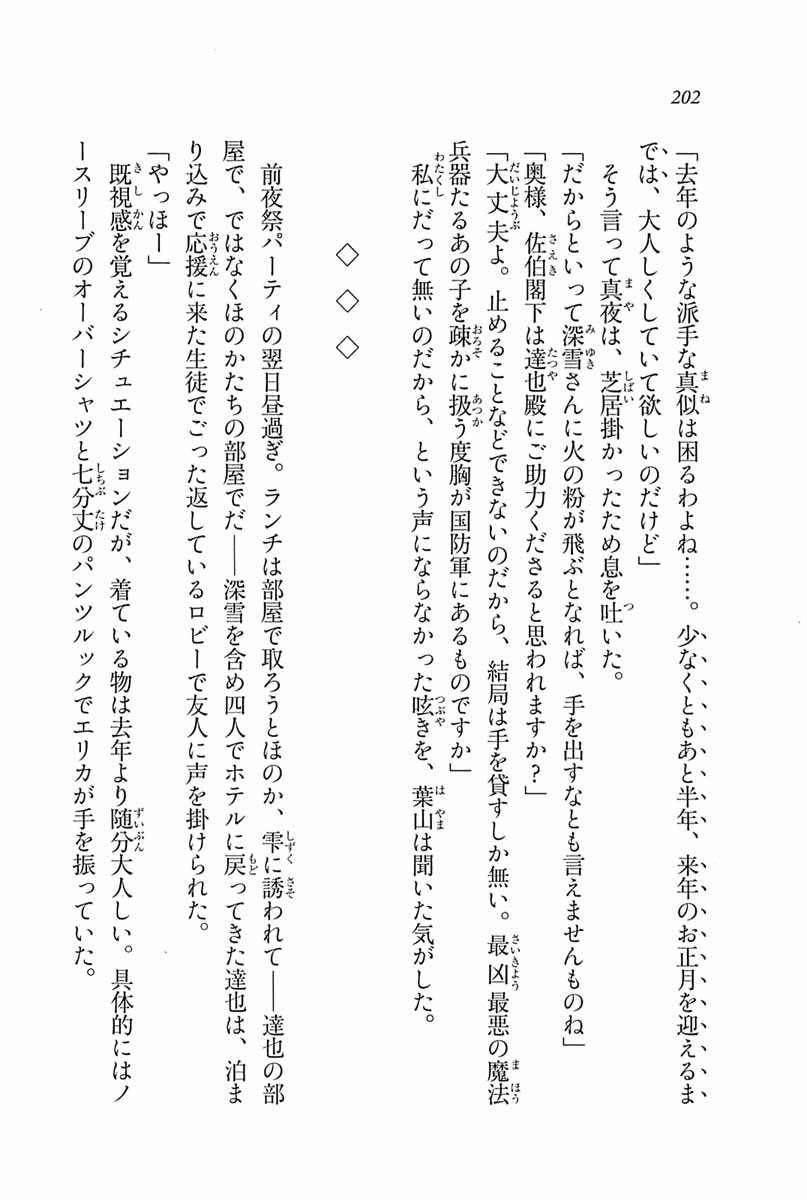 202
「去年のような派手な真似は困るわよね……。少なくともあと半年、来年のお正月を迎えるま
では、大人しくしていて欲しいのだけど」
　そう言って真夜は、芝居掛かったため息を吐いた。
「だからといって深雪さんに火の粉が飛ぶとなれば、手を出すなとも言えませんものね」
「奥様、佐伯閣下は達也殿にご助力くださると思われますか？」
「大丈夫よ。止めることなどできないのだから、結局は手を貸すしか無い。最凶最悪の魔法
兵器たるあの子を疎かに扱う度胸が国防軍にあるものですか」
　私にだって無いのだから、という声にならなかった呟きを、葉山は聞いた気がした。
◇　◇　◇
　前夜祭パーティの翌日昼過ぎ。ランチは部屋で取ろうとほのか、雫に誘われて――達也の部
屋で、ではなくほのかたちの部屋でだ――深雪を含め四人でホテルに戻ってきた達也は、泊ま
り込みで応援に来た生徒でごった返しているロビーで友人に声を掛けられた。
「やっほー」
　既視感を覚えるシチュエーションだが、着ている物は去年より随分大人しい。具体的にはノ
ースリーブのオーバーシャツと七分丈のパンツルックでエリカが手を振っていた。